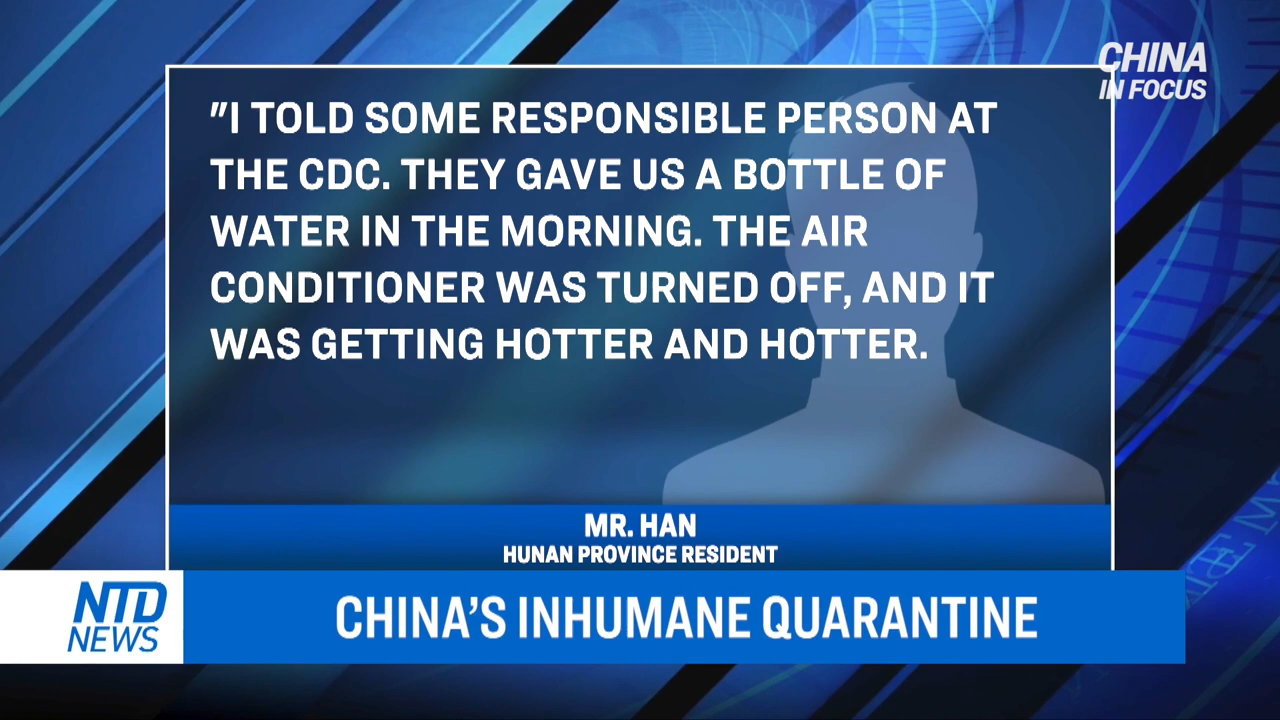 CHINA
IN FOCUS
"I TOLD SOME RESPONSIBLE PERSON AT
THE CDC. THEY GAVE US A BOTTLE OF
WATER IN THE MORNING. THE AIR
CONDITIONER WAS TURNED OFF, AND IT
WAS GETTING HOTTER AND HOTTER.
MR. HAN
HUNAN PROVINCE RESIDENT
NTD
NEWS
CHINA’S INHUMANE QUARANTINE